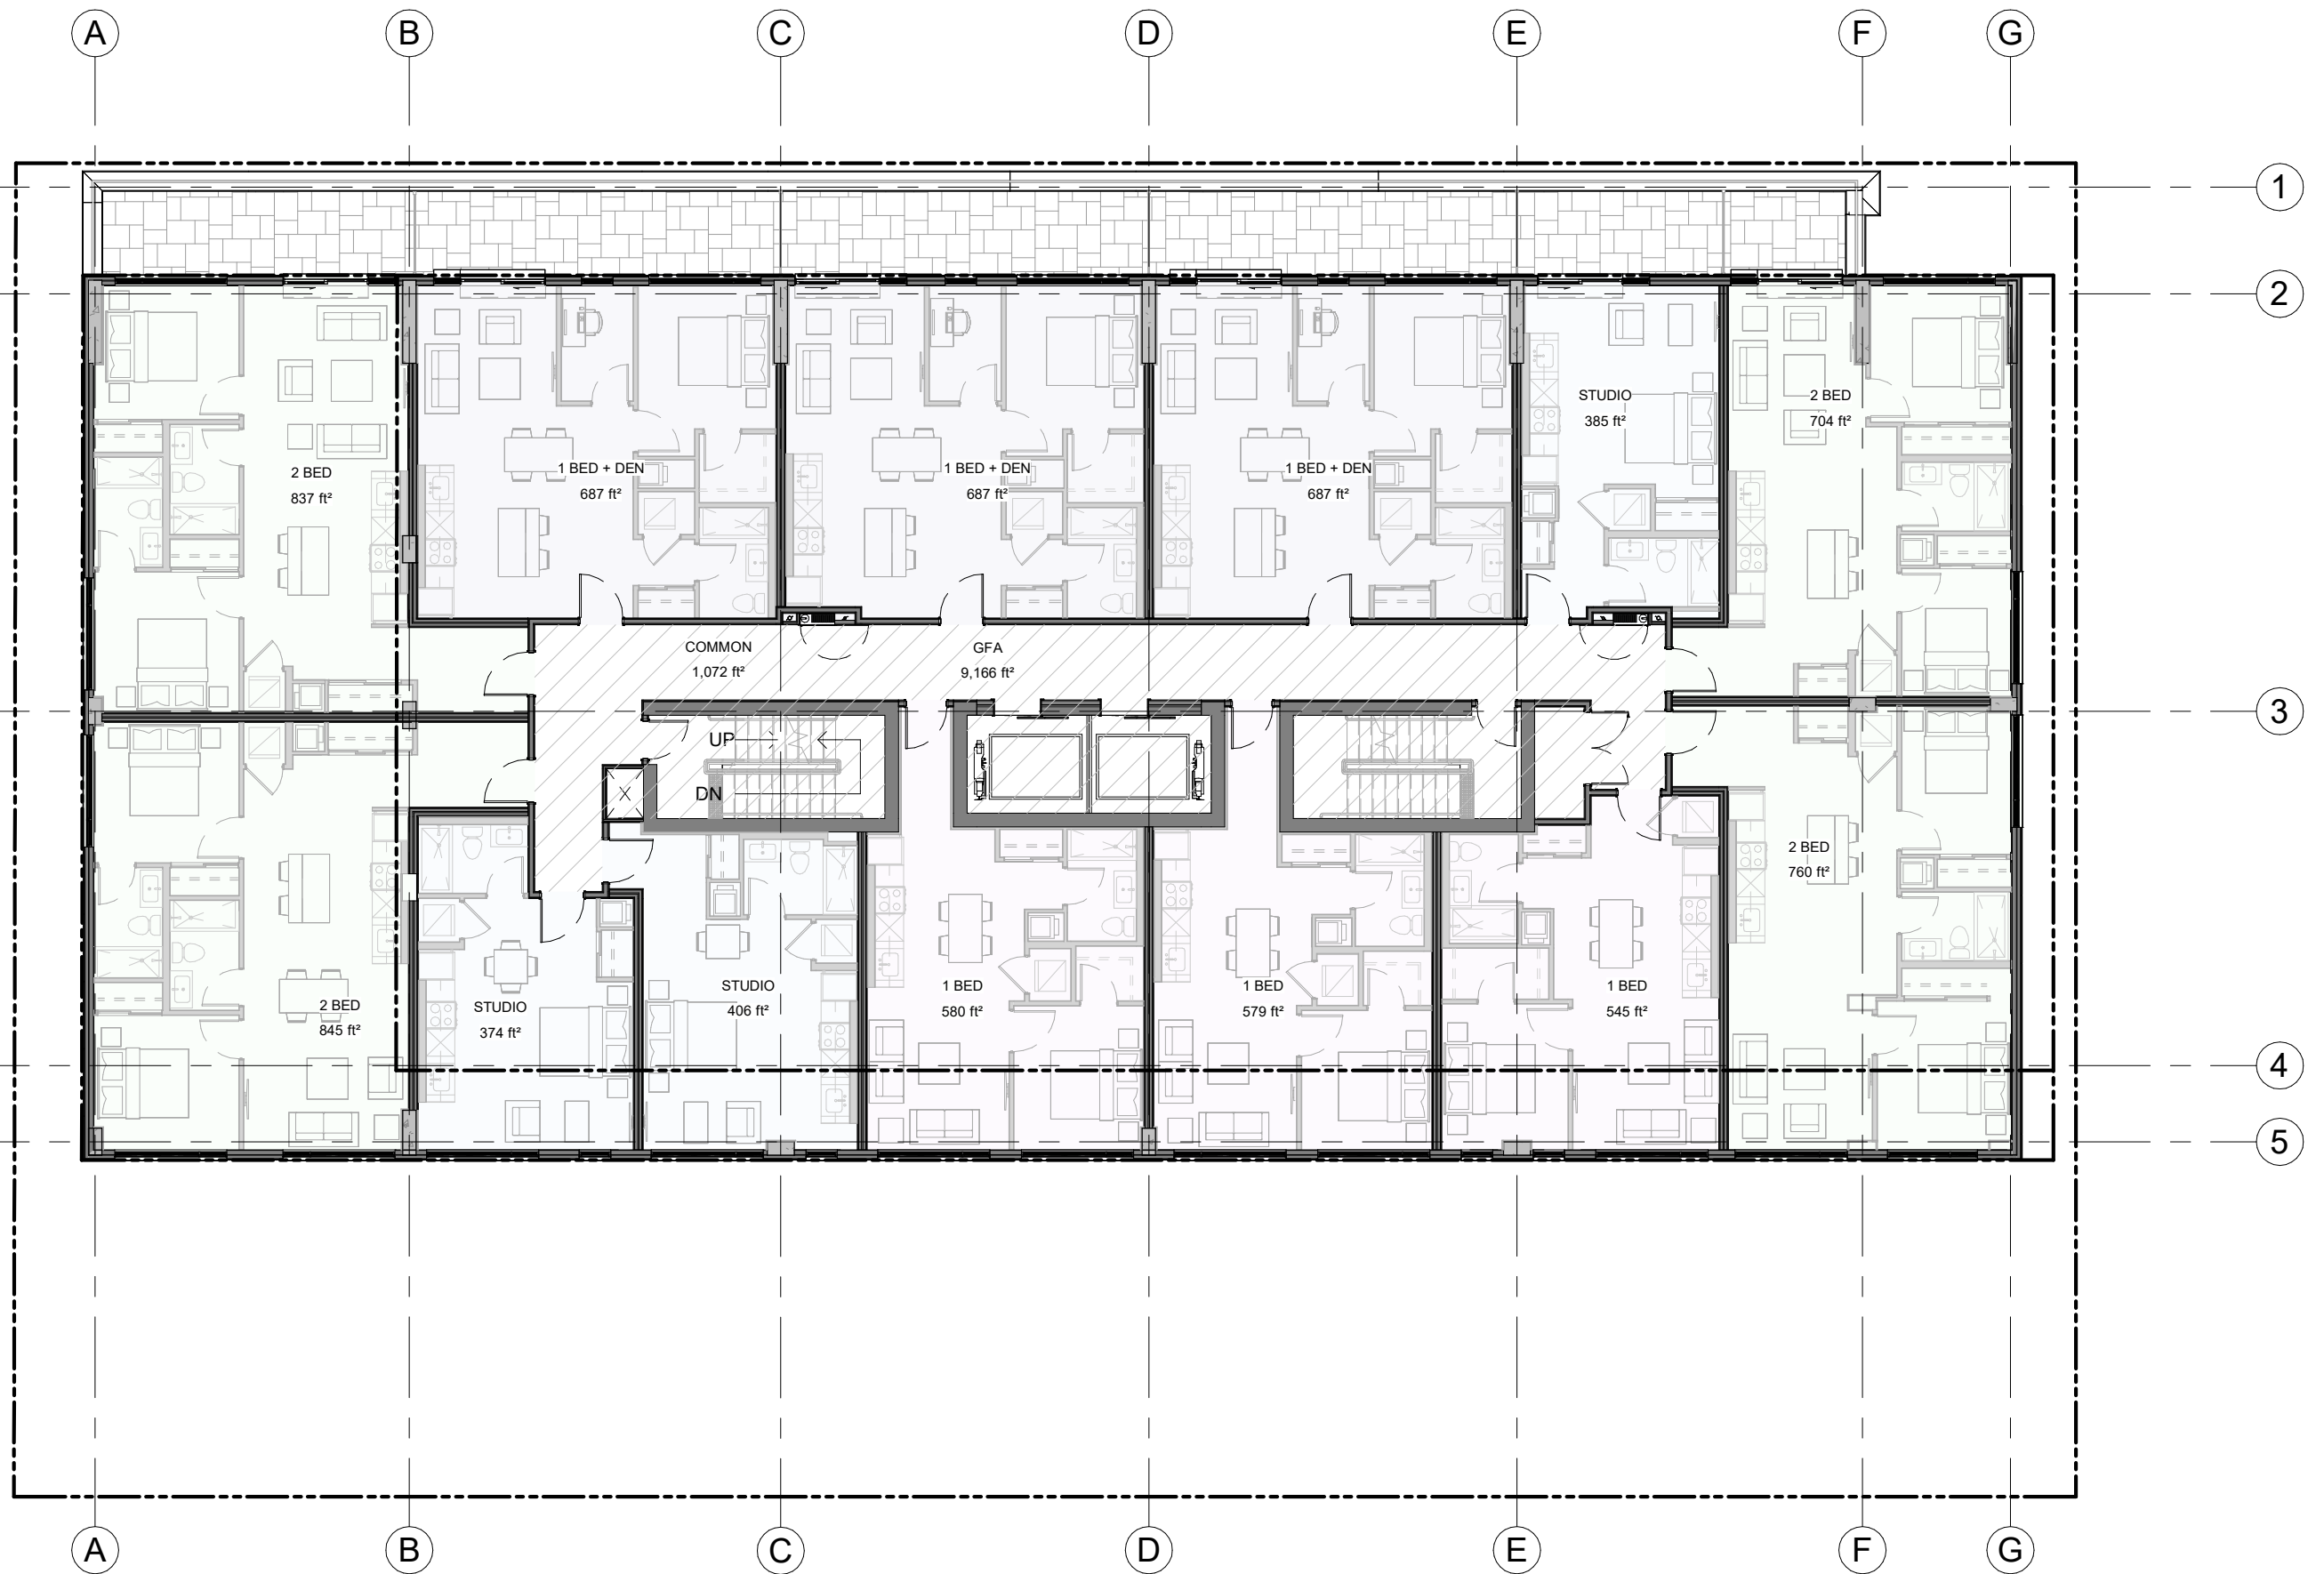 A
B
C
D
E
F
G
1
2
STUDIO
385 ft²
2 BED
704 ft²
2 BED
837 ft²
1 BED + DEN
687 ft²
1 BED + DEN
687 ft²
1 BED + DEN
687 ft²
COMMON
1,072 ft²
GFA
9,166 ft²
3
UP
DN
2 BED
760 ft²
2 BED
845 ft²
STUDIO
374 ft²
STUDIO
406 ft²
1 BED
580 ft²
1 BED
579 ft²
1 BED
545 ft²
4
5
A
B
C
D
E
F
G